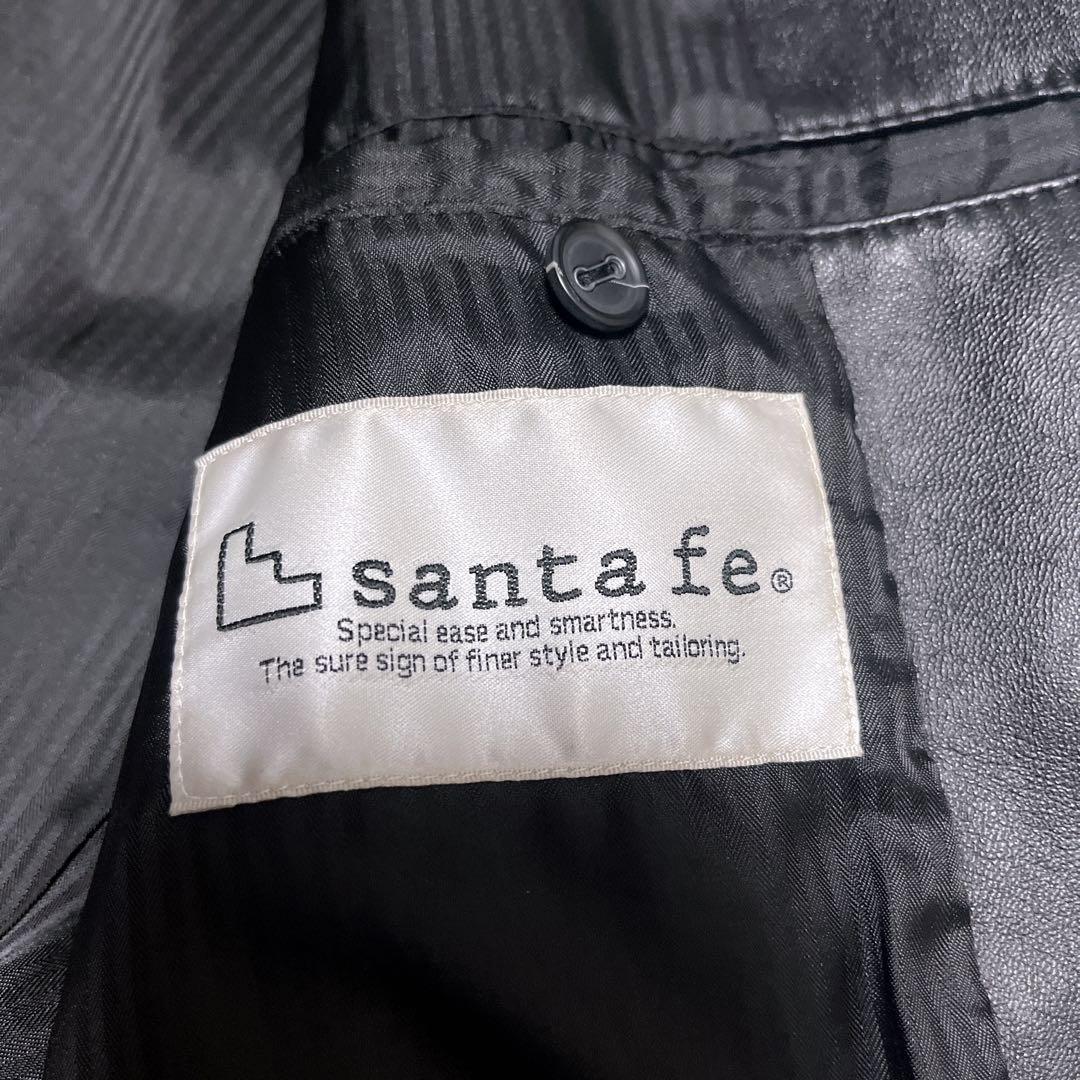 santa fe®
Special ease and smartness.
The sure sign of finer style and tailoring.